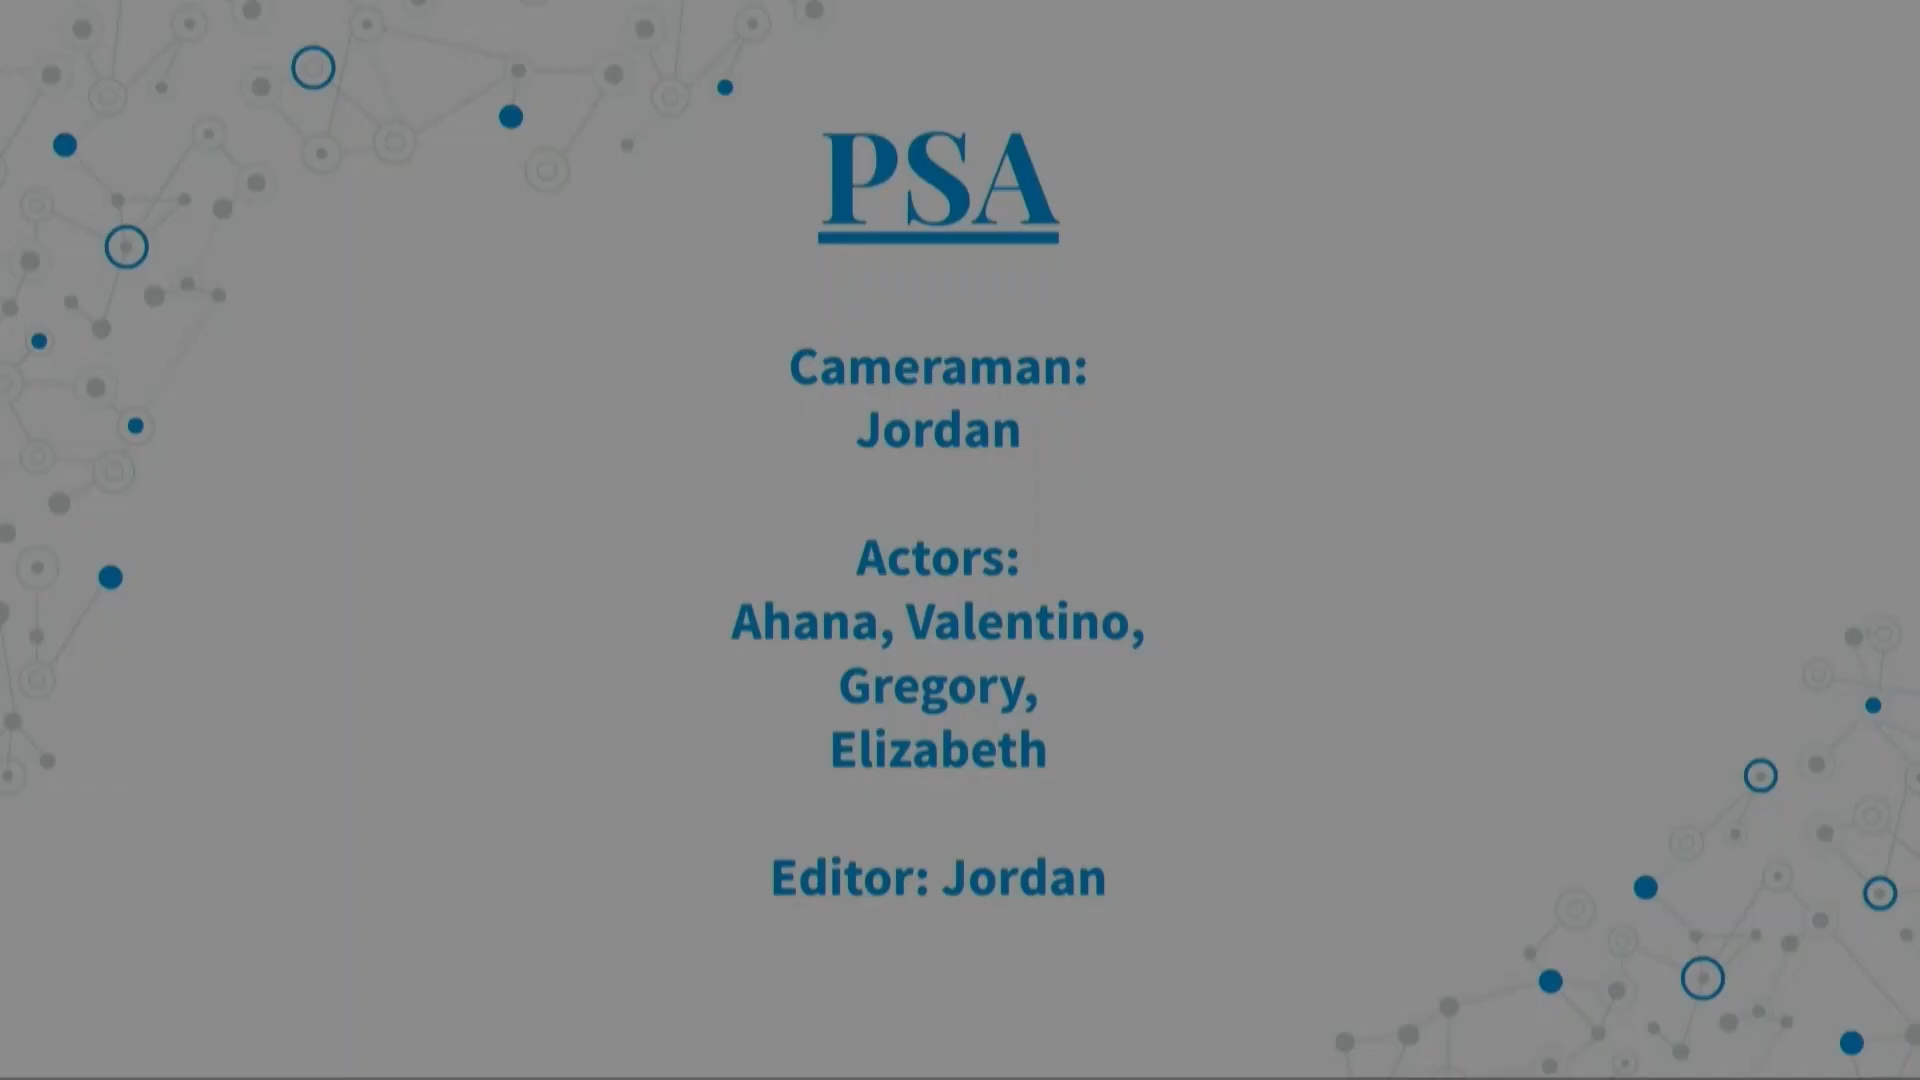 PSA
Cameraman:
Jordan
Actors:
Ahana, Valentino,
Gregory,
Elizabeth
Editor: Jordan